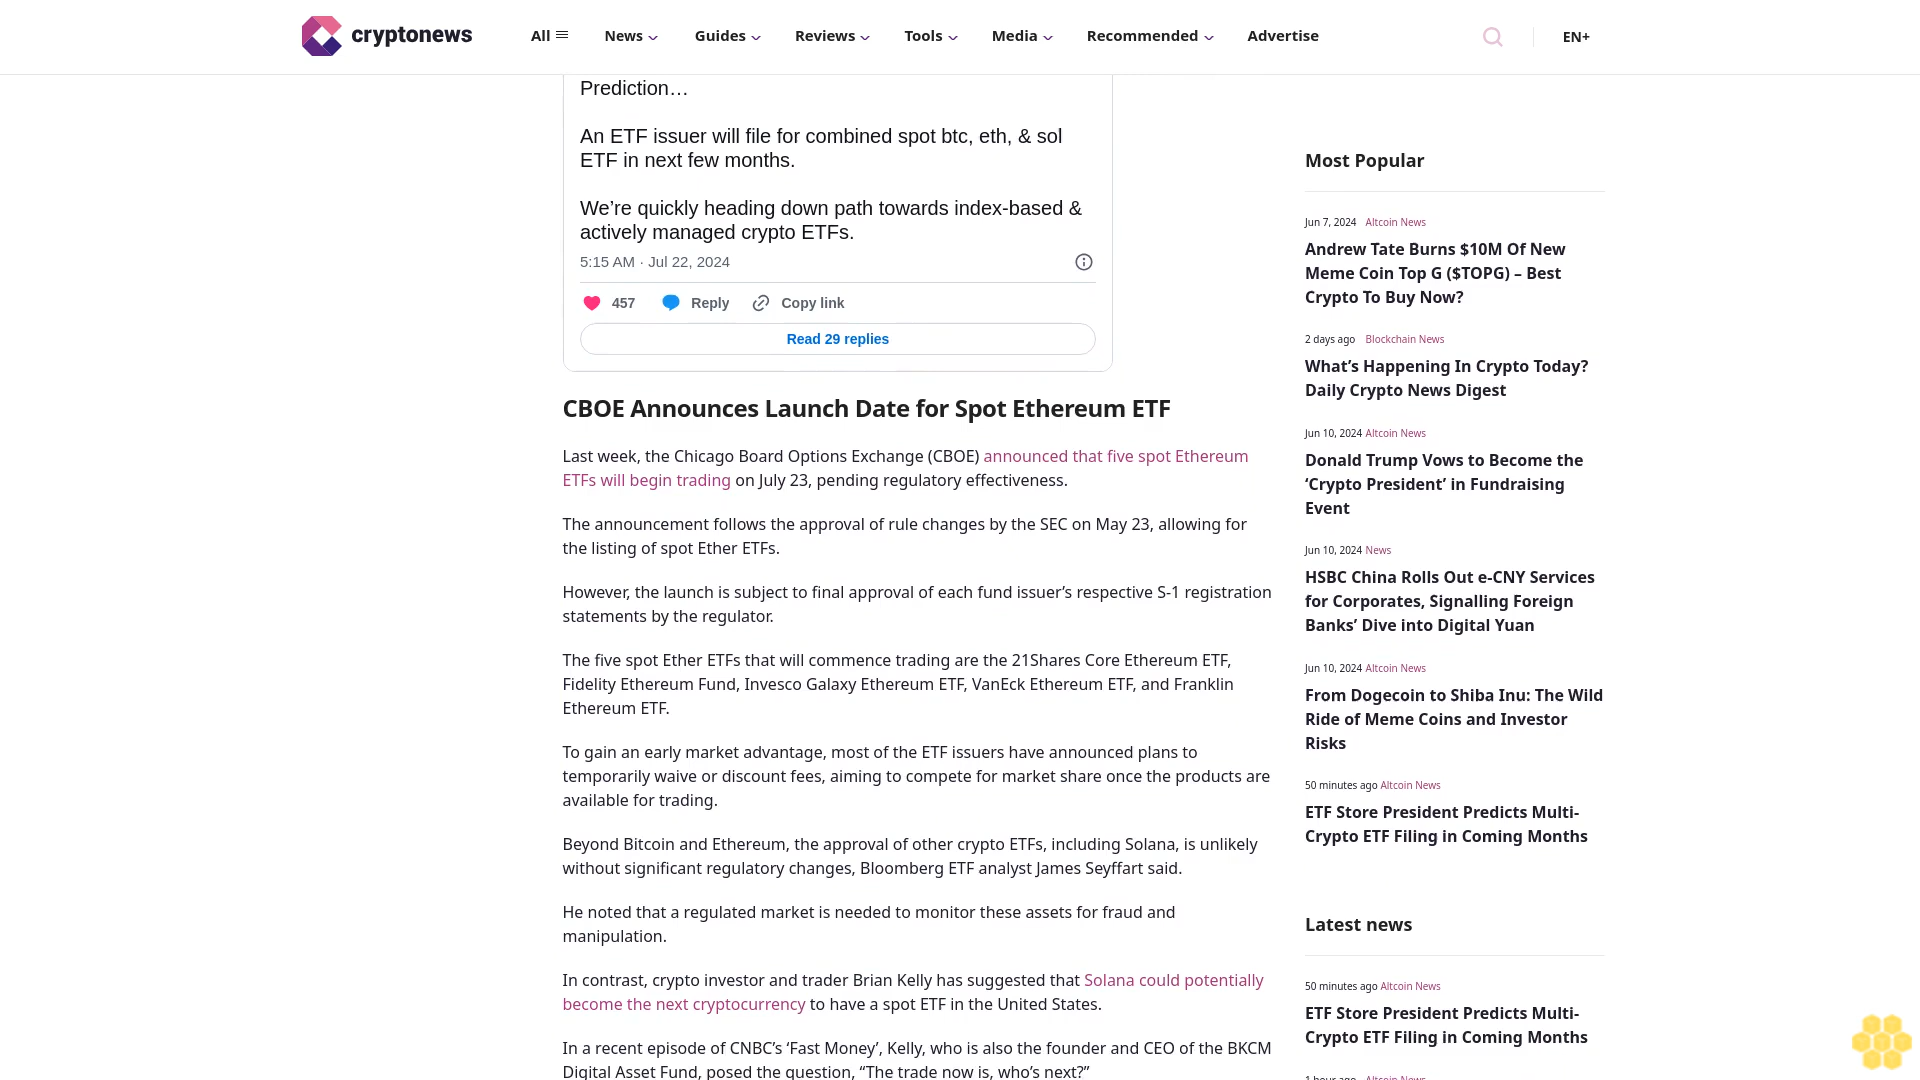 cryptonews
All
News
Guides
Reviews
Tools
Media
Recommended
Advertise
EN+
Prediction…
An ETF issuer will file for combined spot btc, eth, & sol
ETF in next few months.
We’re quickly heading down path towards index-based &
actively managed crypto ETFs.
5:15 AM · Jul 22, 2024
457
Reply
Copy link
Read 29 replies
CBOE Announces Launch Date for Spot Ethereum ETF
Last week, the Chicago Board Options Exchange (CBOE) announced that five spot Ethereum
ETFs will begin trading on July 23, pending regulatory effectiveness.
The announcement follows the approval of rule changes by the SEC on May 23, allowing for
the listing of spot Ether ETFs.
However, the launch is subject to final approval of each fund issuer’s respective S-1 registration
statements by the regulator.
The five spot Ether ETFs that will commence trading are the 21Shares Core Ethereum ETF,
Fidelity Ethereum Fund, Invesco Galaxy Ethereum ETF, VanEck Ethereum ETF, and Franklin
Ethereum ETF.
To gain an early market advantage, most of the ETF issuers have announced plans to
temporarily waive or discount fees, aiming to compete for market share once the products are
available for trading.
Beyond Bitcoin and Ethereum, the approval of other crypto ETFs, including Solana, is unlikely
without significant regulatory changes, Bloomberg ETF analyst James Seyffart said.
He noted that a regulated market is needed to monitor these assets for fraud and
manipulation.
In contrast, crypto investor and trader Brian Kelly has suggested that Solana could potentially
become the next cryptocurrency to have a spot ETF in the United States.
In a recent episode of CNBC’s ‘Fast Money’, Kelly, who is also the founder and CEO of the BKCM
Digital Asset Fund, posed the question, “The trade now is, who’s next?”
Most Popular
Jun 7, 2024 Altcoin News
Andrew Tate Burns $10M Of New
Meme Coin Top G ($TOPG) – Best
Crypto To Buy Now?
2 days ago Blockchain News
What’s Happening In Crypto Today?
Daily Crypto News Digest
Jun 10, 2024 Altcoin News
Donald Trump Vows to Become the
‘Crypto President’ in Fundraising
Event
Jun 10, 2024 News
HSBC China Rolls Out e-CNY Services
for Corporates, Signalling Foreign
Banks’ Dive into Digital Yuan
Jun 10, 2024 Altcoin News
From Dogecoin to Shiba Inu: The Wild
Ride of Meme Coins and Investor
Risks
50 minutes ago Altcoin News
ETF Store President Predicts Multi-
Crypto ETF Filing in Coming Months
Latest news
50 minutes ago Altcoin News
ETF Store President Predicts Multi-
Crypto ETF Filing in Coming Months
1 hour ago Altcoin News